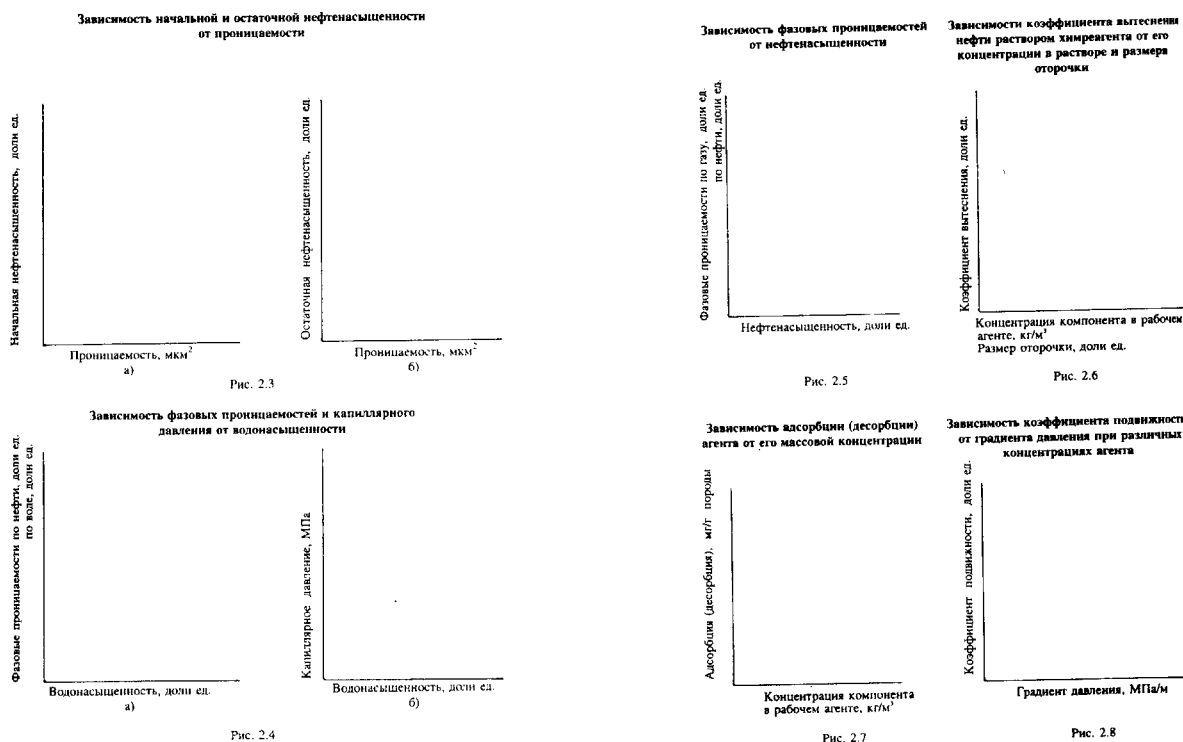 Зависимость начальной и остаточной нефтенасыщенности
от проницаемости
Начальная нефтенасыщенность, доли ед.
Проницаемость, мкм²
а)
Остаточная нефтенасыщенность, доли ед.
Проницаемость, мкм²
б)
Рис. 2.3
Зависимость фазовых проницаемостей и капиллярного
давления от водонасыщенности
Фазовые проницаемости по нефти, доли ед.
по воде, доли ед.
Водонасыщенность, доли ед.
а)
Капиллярное давление, МПа
Водонасыщенность, доли ед.
б)
Рис. 2.4
Зависимость фазовых проницаемостей
от нефтенасыщенности
Фазовые проницаемости по газу, доли ед.
по нефти, доли ед.
Нефтенасыщенность, доли ед.
Рис. 2.5
Зависимости коэффициента вытеснения
нефти раствором химреагента от его
концентрации в растворе и размера
оторочки
Коэффициент вытеснения, доли ед.
Концентрация компонента в рабочем
агенте, кг/м³
Размер оторочки, доли ед.
Рис. 2.6
Зависимость адсорбции (десорбции)
агента от его массовой концентрации
Адсорбция (десорбция), мг/г породы
Концентрация компонента
в рабочем агенте, кг/м³
Рис. 2.7
Зависимость коэффициента подвижности
от градиента давления при различных
концентрациях агента
Коэффициент подвижности, доли ед.
Градиент давления, МПа/м
Рис. 2.8